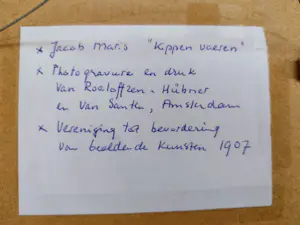 * Jacob Maris "Kippen voeren"
* Photogravure en druk
van Roeloffzen-Hübner
en van Santen, Amsterdam
* Vereniging tot bevordering
van beeldende Kunsten 1907